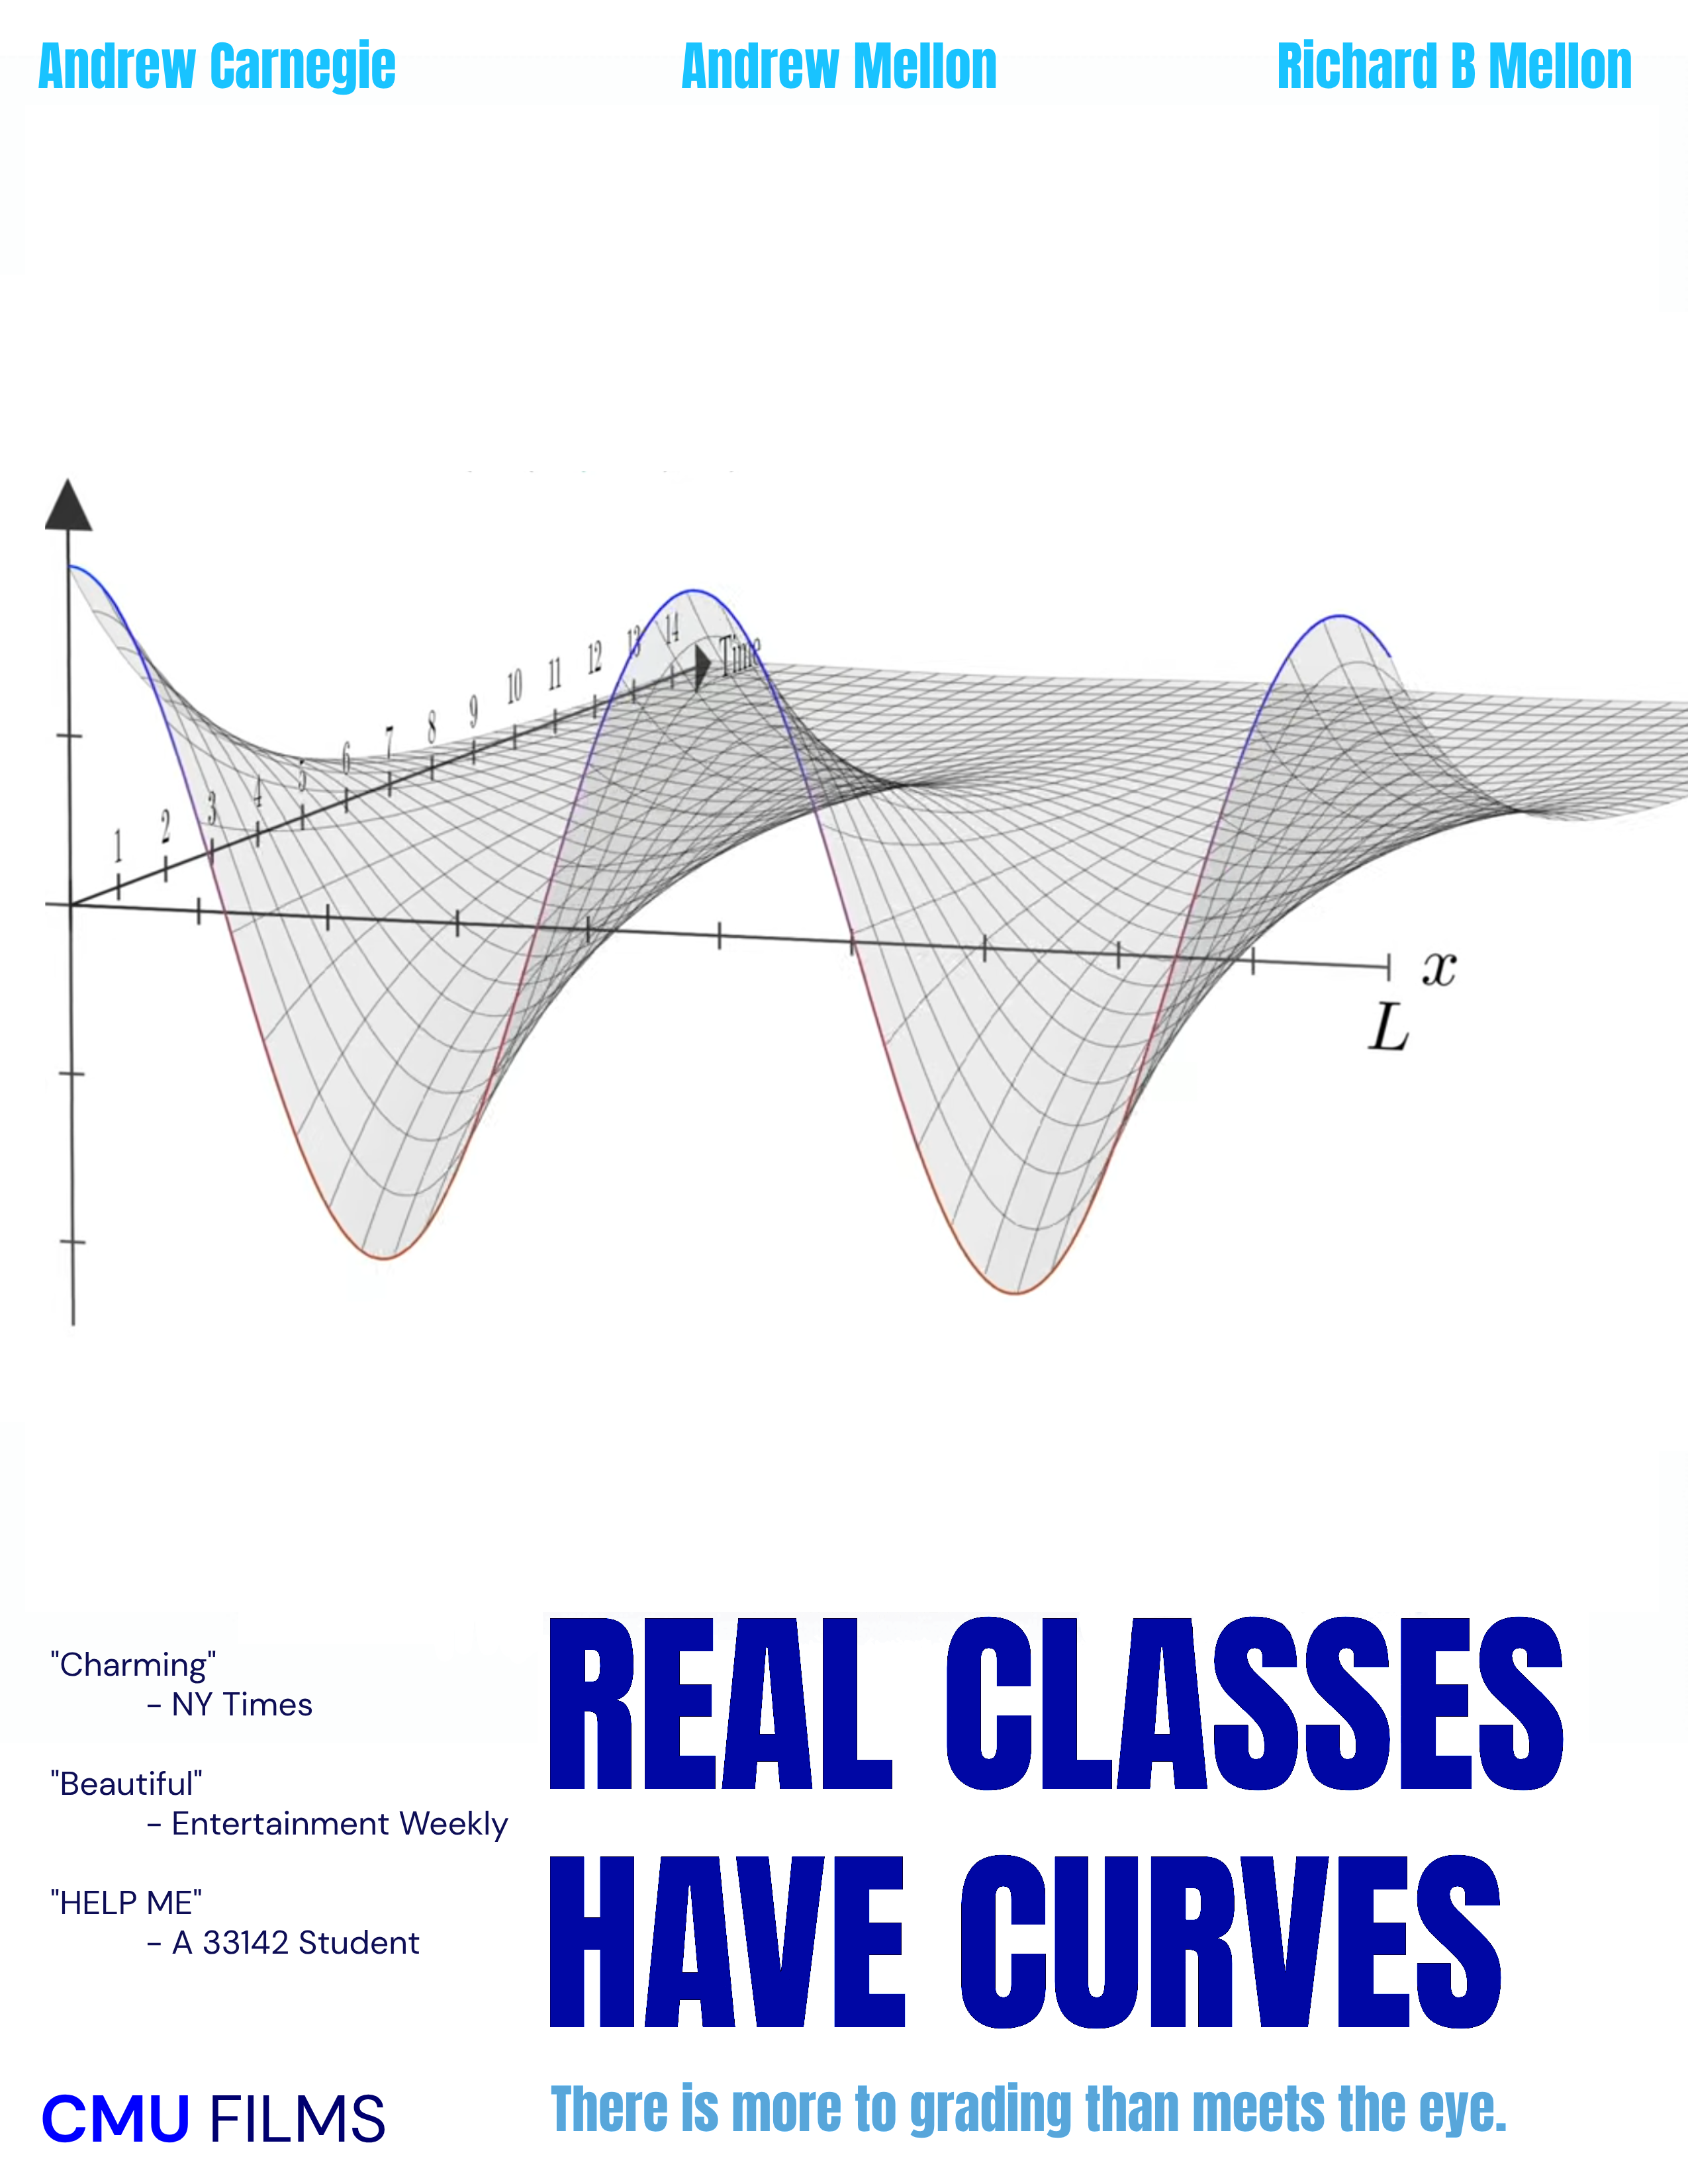 Andrew Carnegie Andrew Mellon Richard B Mellon
1 2 3 4 5 6 7 8 9 10 11 12 13 14 Time
x
L
"Charming"
- NY Times
"Beautiful"
- Entertainment Weekly
"HELP ME"
- A 33142 Student
REAL CLASSES
HAVE CURVES
CMU FILMS
There is more to grading than meets the eye.